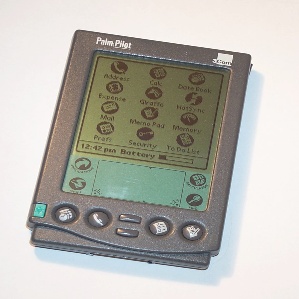 Palm Pilot
3Com
Address
Calc
Date Book
Expense
Giraffe
HotSync
Mail
Memo Pad
Memory
Prefs
Security
To Do List
12:42 pm Battery